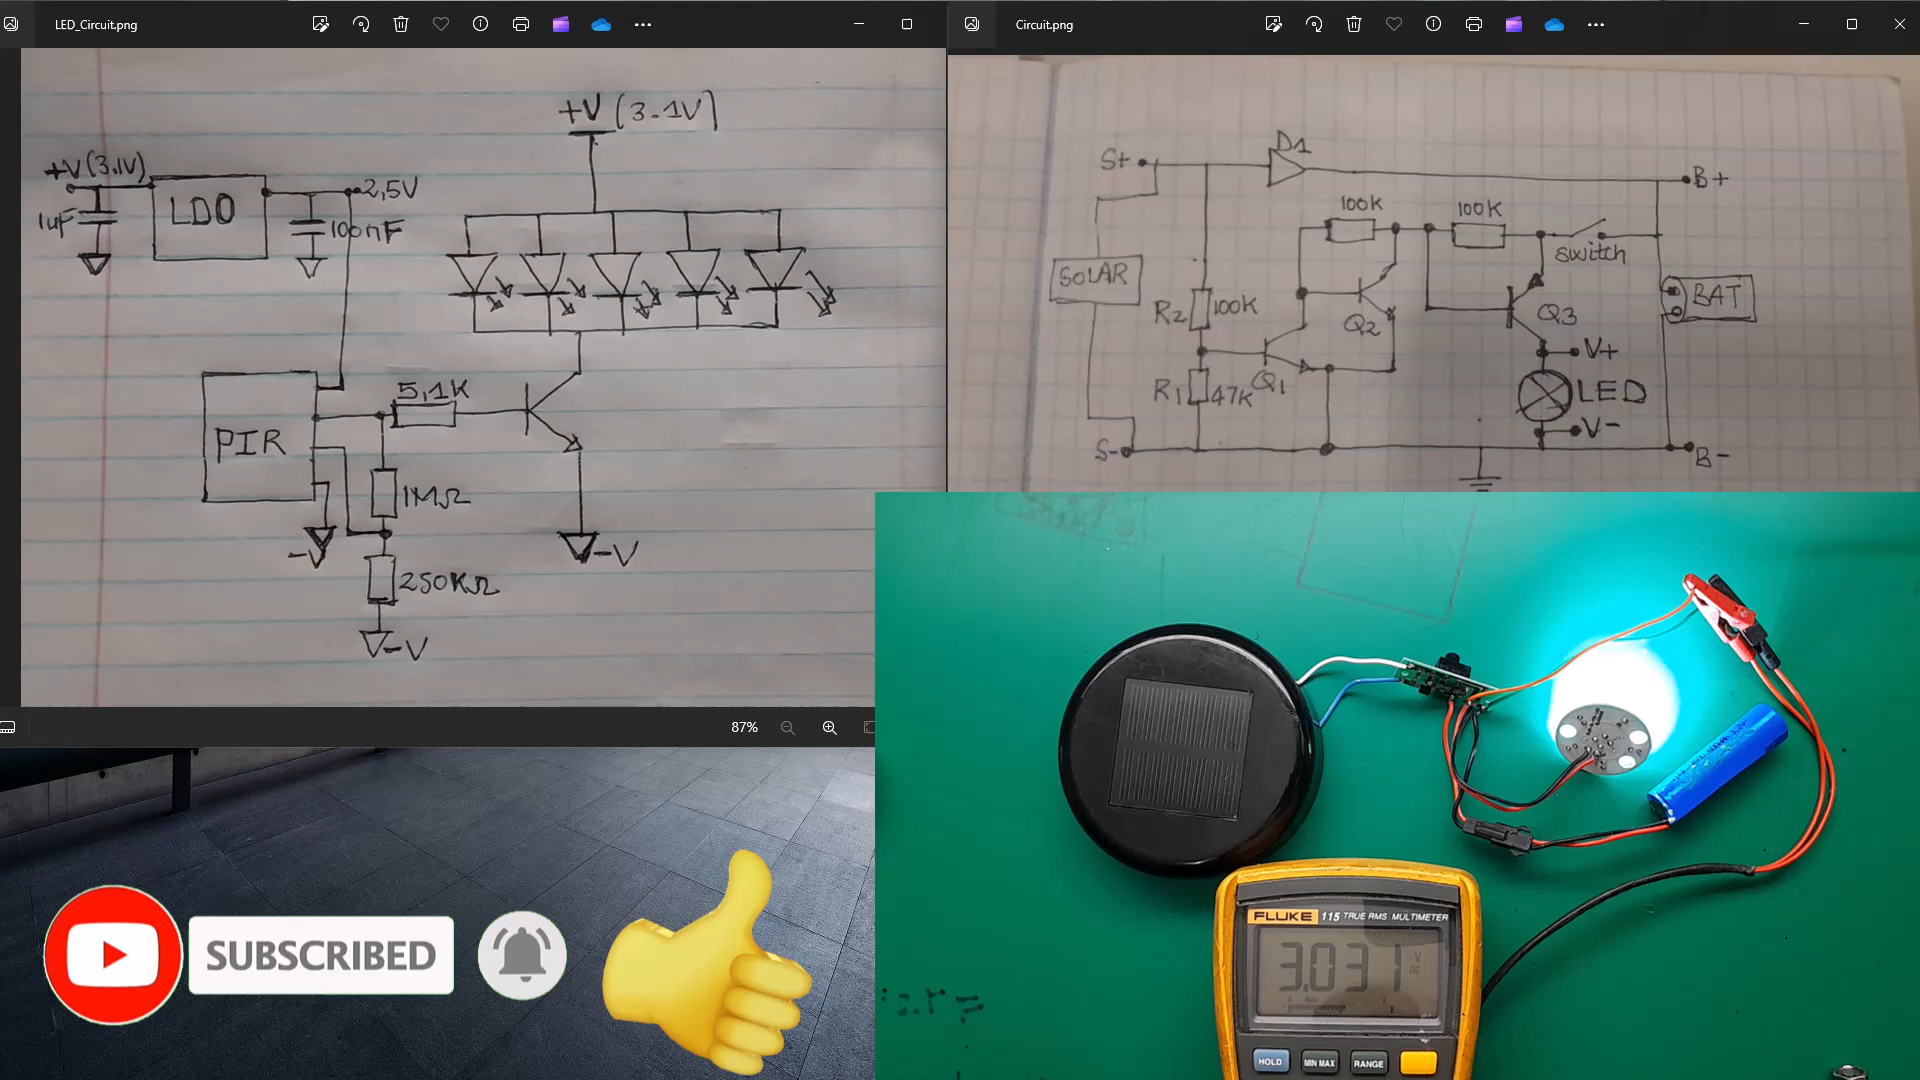 LED_Circuit.png
Circuit.png
+V (3.1V)
+V(3.1V)
LDO
2,5V
1uF
100nF
5,1K
PIR
1MΩ
-V
-V
250KΩ
-V
87%
D1
S+
B+
100K
100K
switch
SOLAR
BAT
R2
100K
Q2
Q3
V+
R1
47K
Q1
LED
V-
S-
B-
FLUKE 115 TRUE RMS MULTIMETER
3.031 V
DC
HOLD
MIN MAX
RANGE
SUBSCRIBED